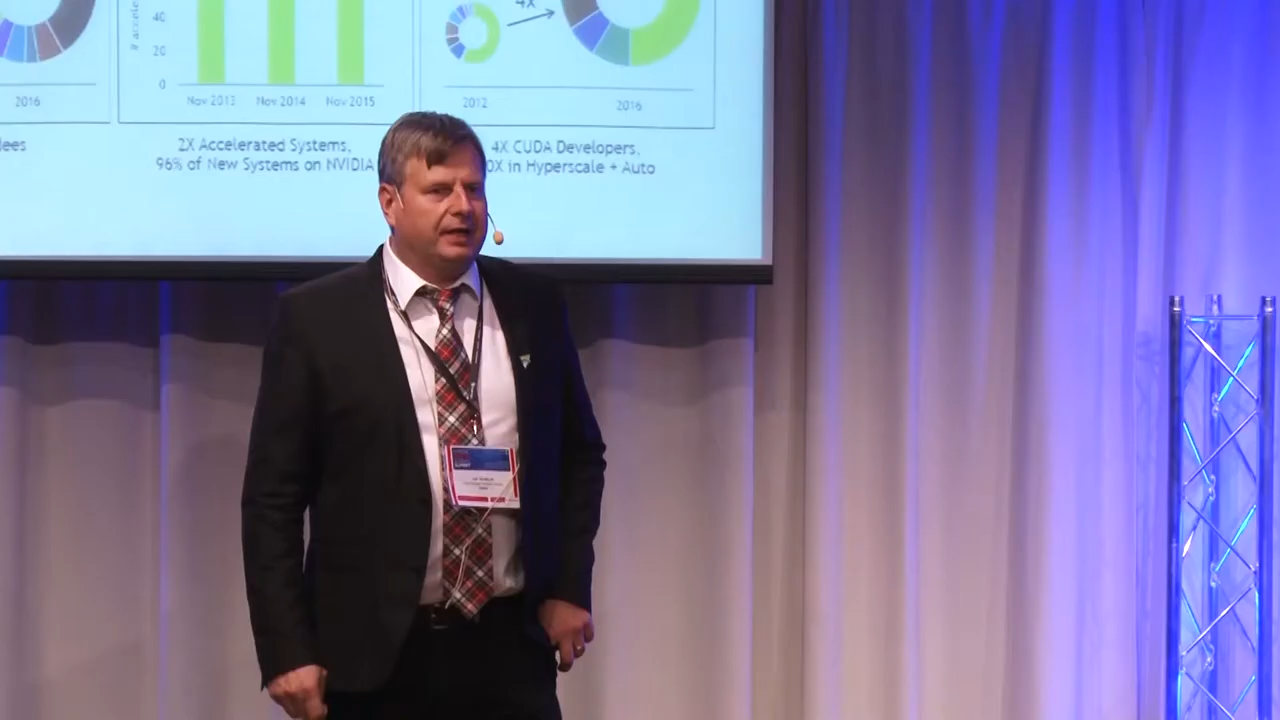 # accele
40
20
0
4X
2016
Nov 2013
Nov 2014
Nov 2015
2012
2016
2X Accelerated Systems,
96% of New Systems on NVIDIA
4X CUDA Developers,
0X in Hyperscale + Auto